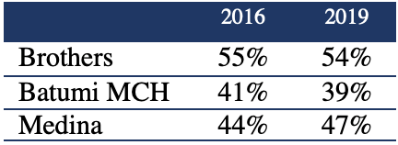 2016 2019
Brothers 55% 54%
Batumi MCH 41% 39%
Medina 44% 47%